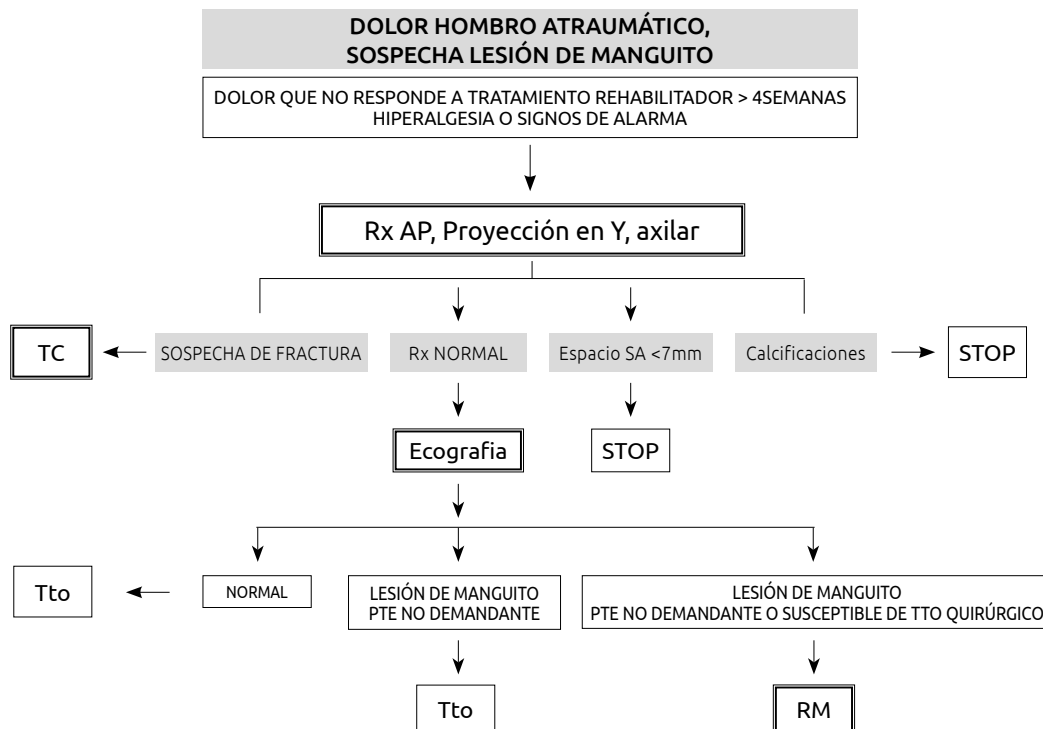 DOLOR HOMBRO ATRAUMÁTICO,
SOSPECHA LESIÓN DE MANGUITO
DOLOR QUE NO RESPONDE A TRATAMIENTO REHABILITADOR > 4SEMANAS
HIPERALGESIA O SIGNOS DE ALARMA
Rx AP, Proyección en Y, axilar
TC
SOSPECHA DE FRACTURA
Rx NORMAL
Espacio SA <7mm
Calcificaciones
STOP
Ecografia
STOP
Tto
NORMAL
LESIÓN DE MANGUITO
PTE NO DEMANDANTE
LESIÓN DE MANGUITO
PTE NO DEMANDANTE O SUSCEPTIBLE DE TTO QUIRÚRGICO
Tto
RM